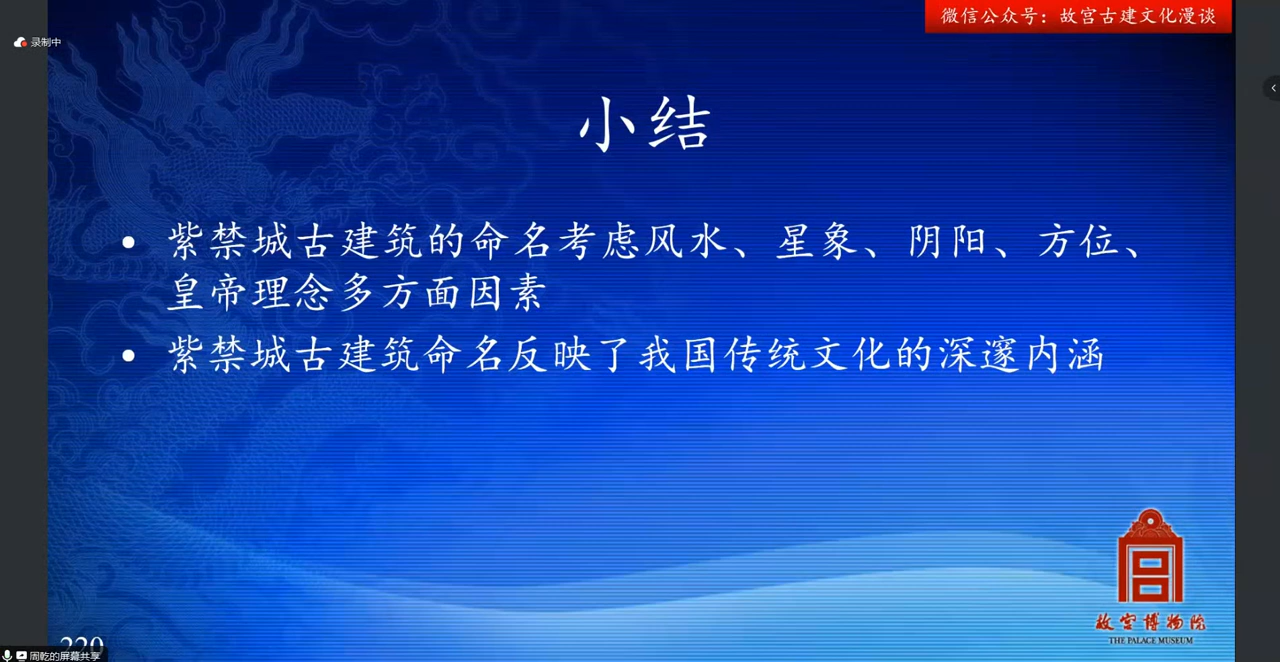 微信公众号：故宫古建文化漫谈
录制中
小结
• 紫禁城古建筑的命名考虑风水、星象、阴阳、方位、
皇帝理念多方面因素
• 紫禁城古建筑命名反映了我国传统文化的深邃内涵
故宫博物院
THE PALACE MUSEUM
220
周乾的屏幕共享